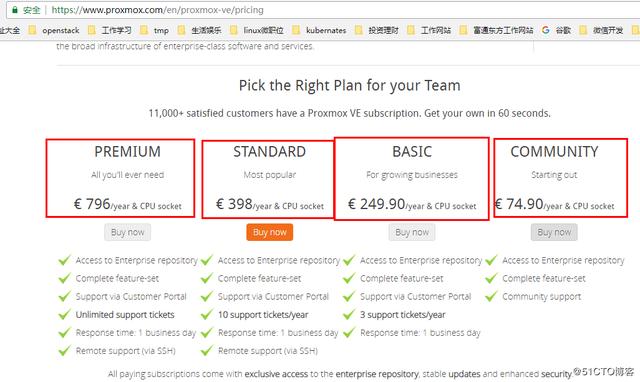 安全 https://www.proxmox.com/en/proxmox-ve/pricing
址大全 openstack 工作学习 tmp 生活娱乐 linux微职位 kubernates 投资理财 工作网站 富通东方工作网站 谷歌 微信开发
the broad infrastructure of enterprise-class software and services.
Pick the Right Plan for your Team
11,000+ satisfied customers have a Proxmox VE subscription. Get your own in 60 seconds.
PREMIUM STANDARD BASIC COMMUNITY
All you'll ever need Most popular For growing businesses Starting out
€ 796/year & CPU socket € 398/year & CPU socket € 249.90/year & CPU socket € 74.90/year & CPU socket
Buy now Buy now Buy now Buy now
Access to Enterprise repository Access to Enterprise repository Access to Enterprise repository Access to Enterprise repository
Complete feature-set Complete feature-set Complete feature-set Complete feature-set
Support via Customer Portal Support via Customer Portal Support via Customer Portal Community support
Unlimited support tickets 10 support tickets/year 3 support tickets/year
Response time: 1 business day Response time: 1 business day Response time: 1 business day
Remote support (via SSH) Remote support (via SSH)
All paying subscriptions come with exclusive access to the enterprise repository, stable updates and enhanced security.
@51CTO博客